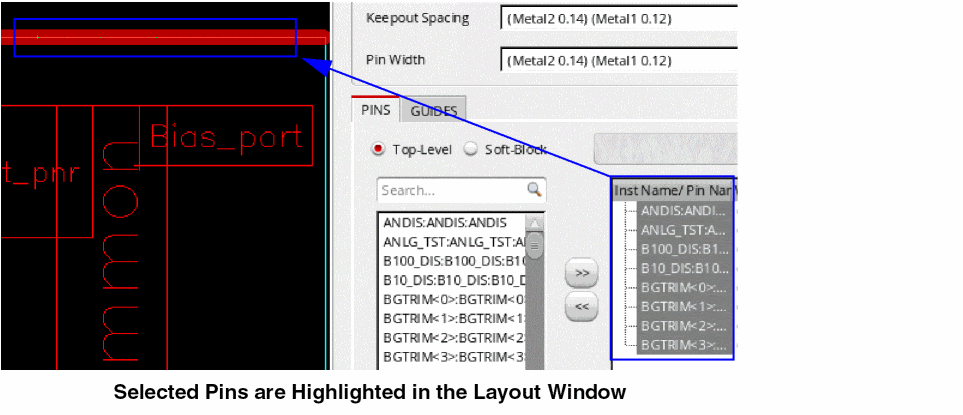 Keepout Spacing
(Metal2 0.14) (Metal1 0.12)
Pin Width
(Metal2 0.14) (Metal1 0.12)
PINS
GUIDES
Top-Level
Soft-Block
Search...
ANDIS:ANDIS:ANDIS
ANLG_TST:ANLG_TST:A
B100_DIS:B100_DIS:B10
B10_DIS:B10_DIS:B10_D
BGTRIM<0>:BGTRIM<0
BGTRIM<1>:BGTRIM<1
BGTRIM<2>:BGTRIM<2
BGTRIM<3>:BGTRIM<3
>>
<<
Inst Name/ Pin Nar
ANDIS:ANDI...
ANLG_TST:A...
B100_DIS:B1...
B10_DIS:B10...
BGTRIM<0>:...
BGTRIM<1>:...
BGTRIM<2>:...
BGTRIM<3>:...
Bias_port
t_pnr
mmon
Selected Pins are Highlighted in the Layout Window